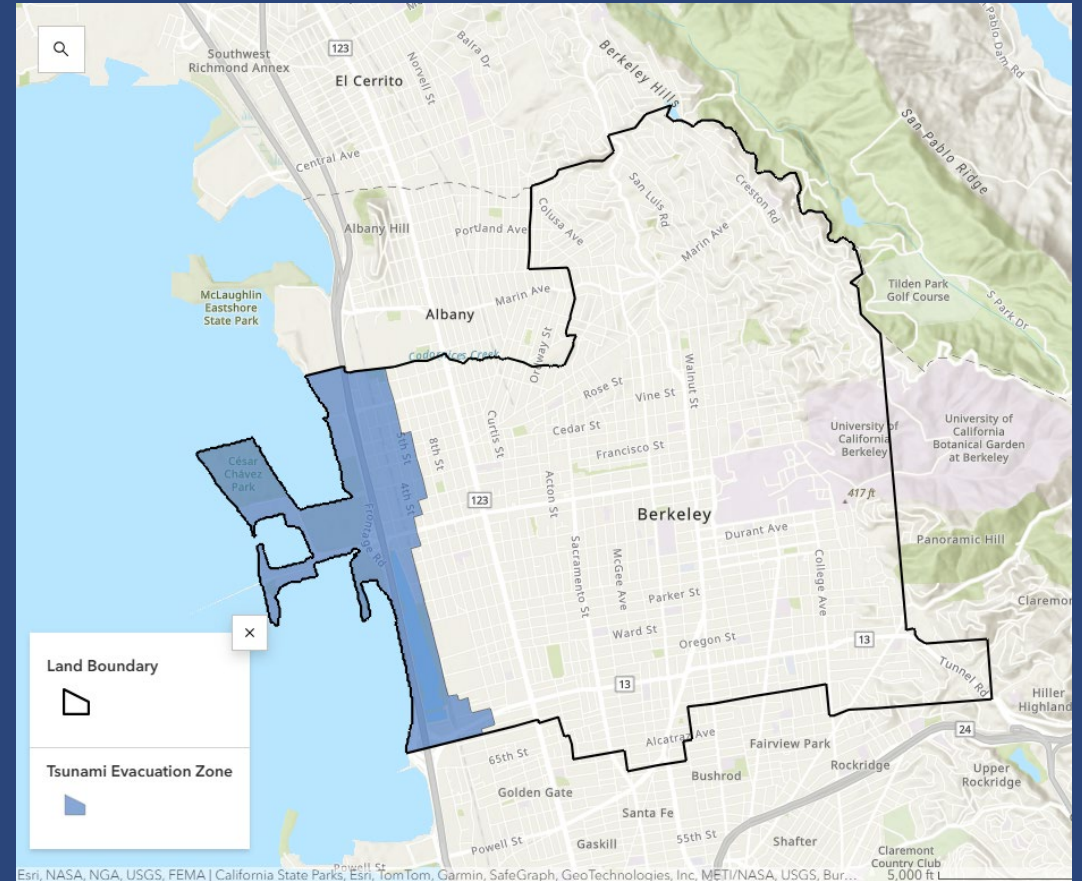 Southwest
Richmond Annex
123
El Cerrito
Norvell St
Balra Dr
Berkeley Hills
San Pablo Dam Rd
San Pablo Ridge
Central Ave
Albany Hill
Portland Ave
Colusa Ave
San Luis Rd
Creston Rd
Marin Ave
McLaughlin
Eastshore
State Park
Albany
Marin Ave
Ordway St
Codornices Creek
Tilden Park
Golf Course
S Park Dr
Rose St
Vine St
Walnut St
Cedar St
Francisco St
Curtis St
8th St
5th St
4th St
Acton St
123
César
Chávez
Park
Frontage Rd
Berkeley
University of
California
Berkeley
University of
California
Botanical Garden
at Berkeley
417 ft
Durant Ave
Panoramic Hill
Sacramento St
McGee Ave
College Ave
Parker St
Ward St
Oregon St
13
13
Tunnel Rd
Hiller
Highland
24
Alcatraz Ave
Fairview Park
Rockridge
Upper
Rockridge
65th St
Bushrod
Golden Gate
Santa Fe
Powell St
Gaskill
55th St
Shafter
Claremont
Country Club
Powell St
5,000 ft
Land Boundary
Tsunami Evacuation Zone
Esri, NASA, NGA, USGS, FEMA | California State Parks, Esri, TomTom, Garmin, SafeGraph, GeoTechnologies, Inc, METI/NASA, USGS, Bur...